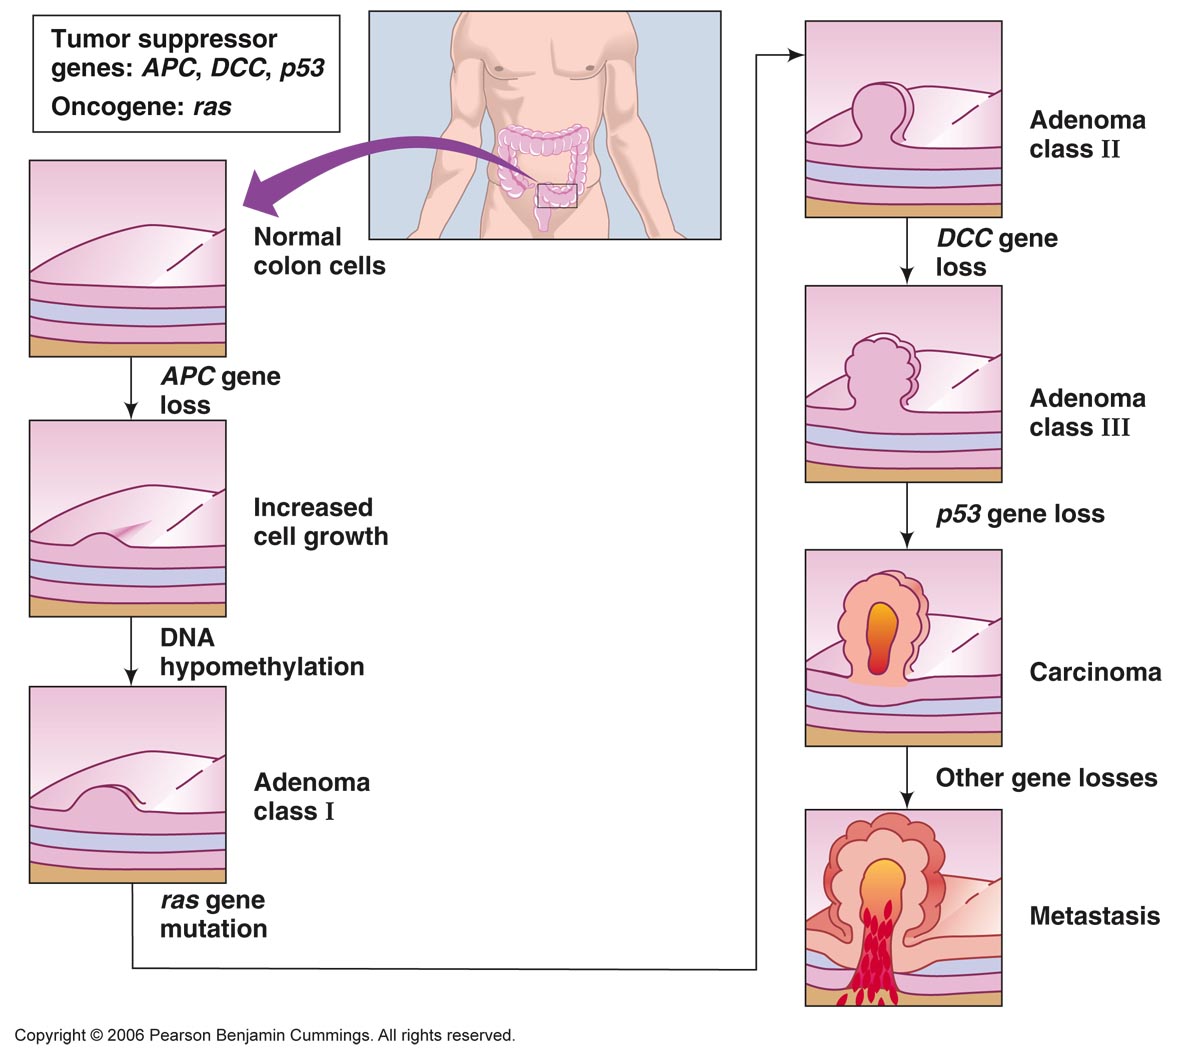 Tumor suppressor
genes: APC, DCC, p53
Oncogene: ras
Normal
colon cells
APC gene
loss
Increased
cell growth
DNA
hypomethylation
Adenoma
class I
ras gene
mutation
Adenoma
class II
DCC gene
loss
Adenoma
class III
p53 gene loss
Carcinoma
Other gene losses
Metastasis
Copyright © 2006 Pearson Benjamin Cummings. All rights reserved.